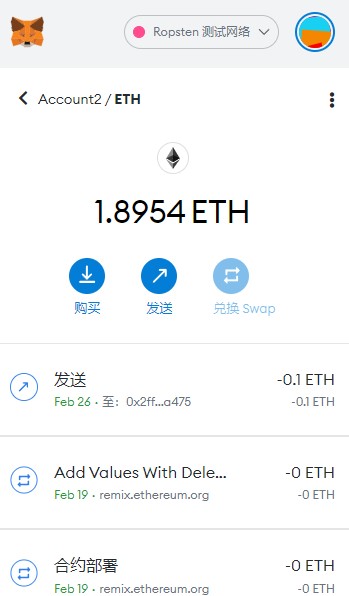 Ropsten 测试网络
Account2 / ETH
1.8954 ETH
购买 发送 兑换 Swap
发送 -0.1 ETH
Feb 26 · 至：0x2ff...a475 -0.1 ETH
Add Values With Dele... -0 ETH
Feb 19 · remix.ethereum.org -0 ETH
合约部署 -0 ETH
Feb 19 · remix.ethereum.org -0 ETH